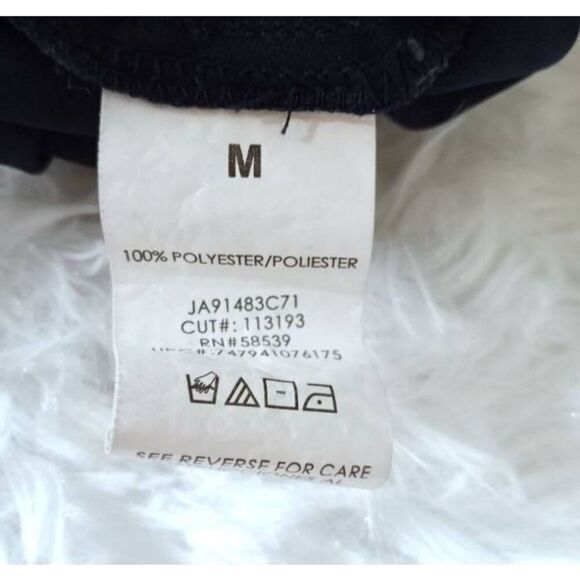 M
100% POLYESTER/POLIESTER
JA91483C71
CUT#: 113193
RN#58539
747941076175
SEE REVERSE FOR CARE